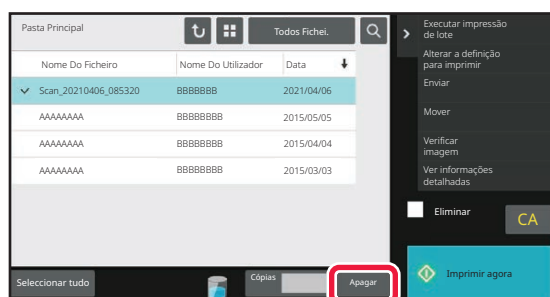 Pasta Principal
Todos Fichei.
Nome Do Ficheiro Nome Do Utilizador Data
Scan_20210406_085320 BBBBBBB 2021/04/06
AAAAAAAA BBBBBBBB 2015/05/05
AAAAAAAA BBBBBBBB 2015/04/04
AAAAAAAA BBBBBBBB 2015/03/03
Seleccionar tudo
Cópias
Apagar
Executar impressão
de lote
Alterar a definição
para imprimir
Enviar
Mover
Verificar
imagem
Ver informações
detalhadas
Eliminar
CA
Imprimir agora